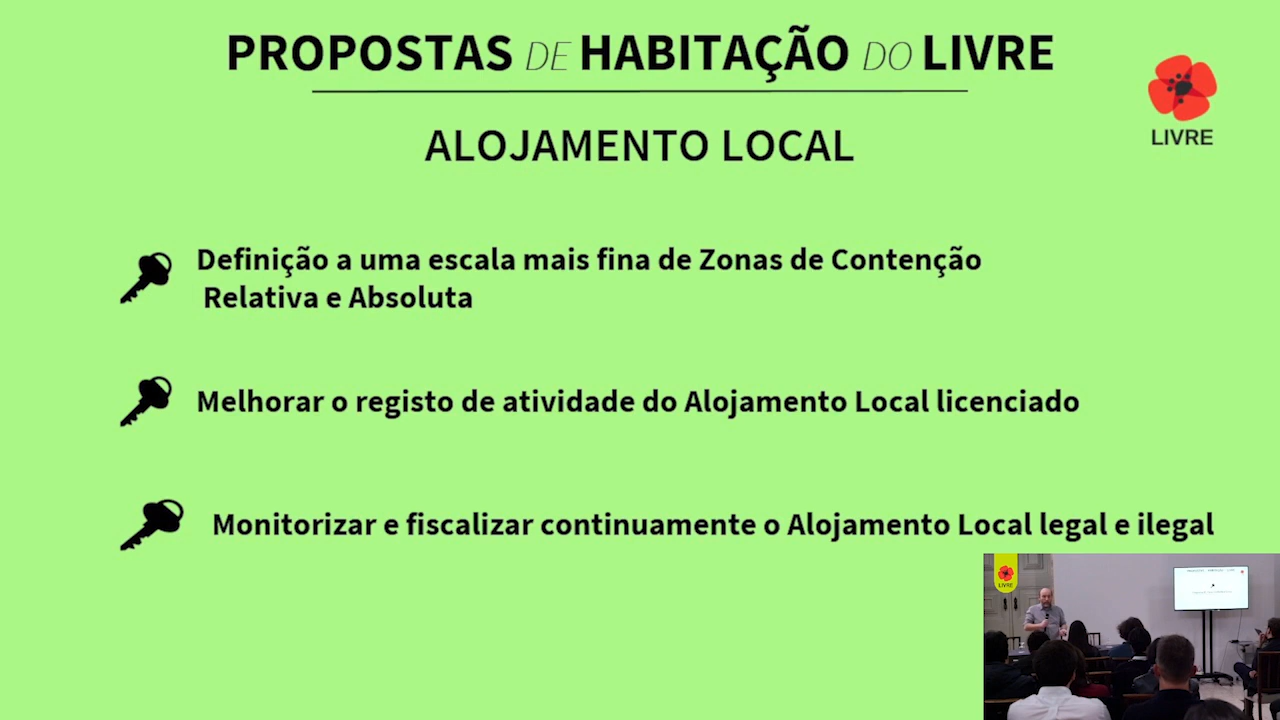 PROPOSTAS DE HABITAÇÃO DO LIVRE
LIVRE
ALOJAMENTO LOCAL
Definição a uma escala mais fina de Zonas de Contenção
Relativa e Absoluta
Melhorar o registo de atividade do Alojamento Local licenciado
Monitorizar e fiscalizar continuamente o Alojamento Local legal e ilegal
LIVRE